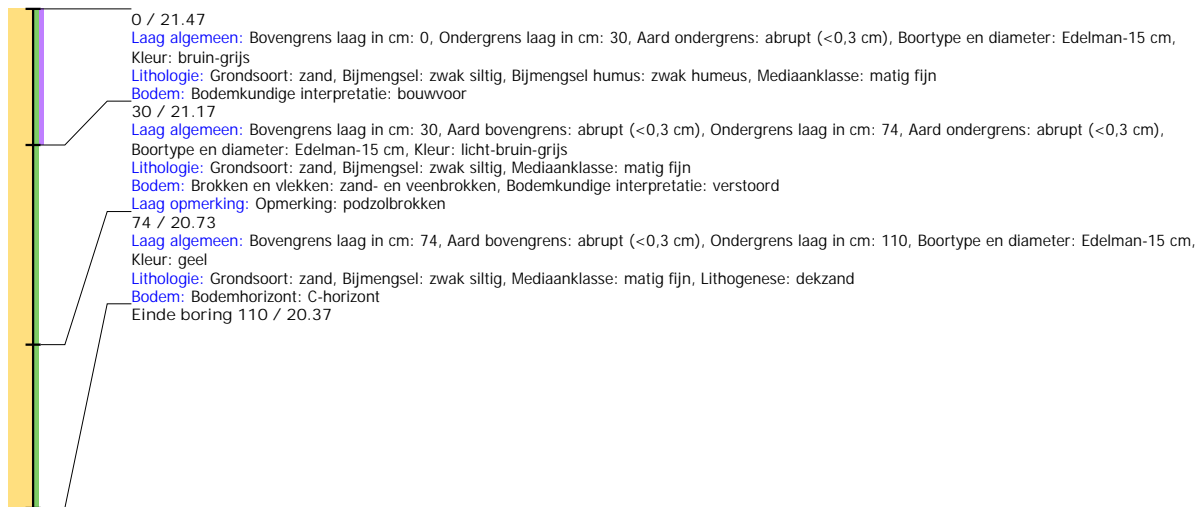 0 / 21.47
Laag algemeen: Bovengrens laag in cm: 0, Ondergrens laag in cm: 30, Aard ondergrens: abrupt (<0,3 cm), Boortype en diameter: Edelman-15 cm,
Kleur: bruin-grijs
Lithologie: Grondsoort: zand, Bijmengsel: zwak siltig, Bijmengsel humus: zwak humeus, Mediaanklasse: matig fijn
Bodem: Bodemkundige interpretatie: bouwvoor
30 / 21.17
Laag algemeen: Bovengrens laag in cm: 30, Aard bovengrens: abrupt (<0,3 cm), Ondergrens laag in cm: 74, Aard ondergrens: abrupt (<0,3 cm),
Boortype en diameter: Edelman-15 cm, Kleur: licht-bruin-grijs
Lithologie: Grondsoort: zand, Bijmengsel: zwak siltig, Mediaanklasse: matig fijn
Bodem: Brokken en vlekken: zand- en veenbrokken, Bodemkundige interpretatie: verstoord
Laag opmerking: Opmerking: podzolbrokken
74 / 20.73
Laag algemeen: Bovengrens laag in cm: 74, Aard bovengrens: abrupt (<0,3 cm), Ondergrens laag in cm: 110, Boortype en diameter: Edelman-15 cm,
Kleur: geel
Lithologie: Grondsoort: zand, Bijmengsel: zwak siltig, Mediaanklasse: matig fijn, Lithogenese: dekzand
Bodem: Bodemhorizont: C-horizont
Einde boring 110 / 20.37